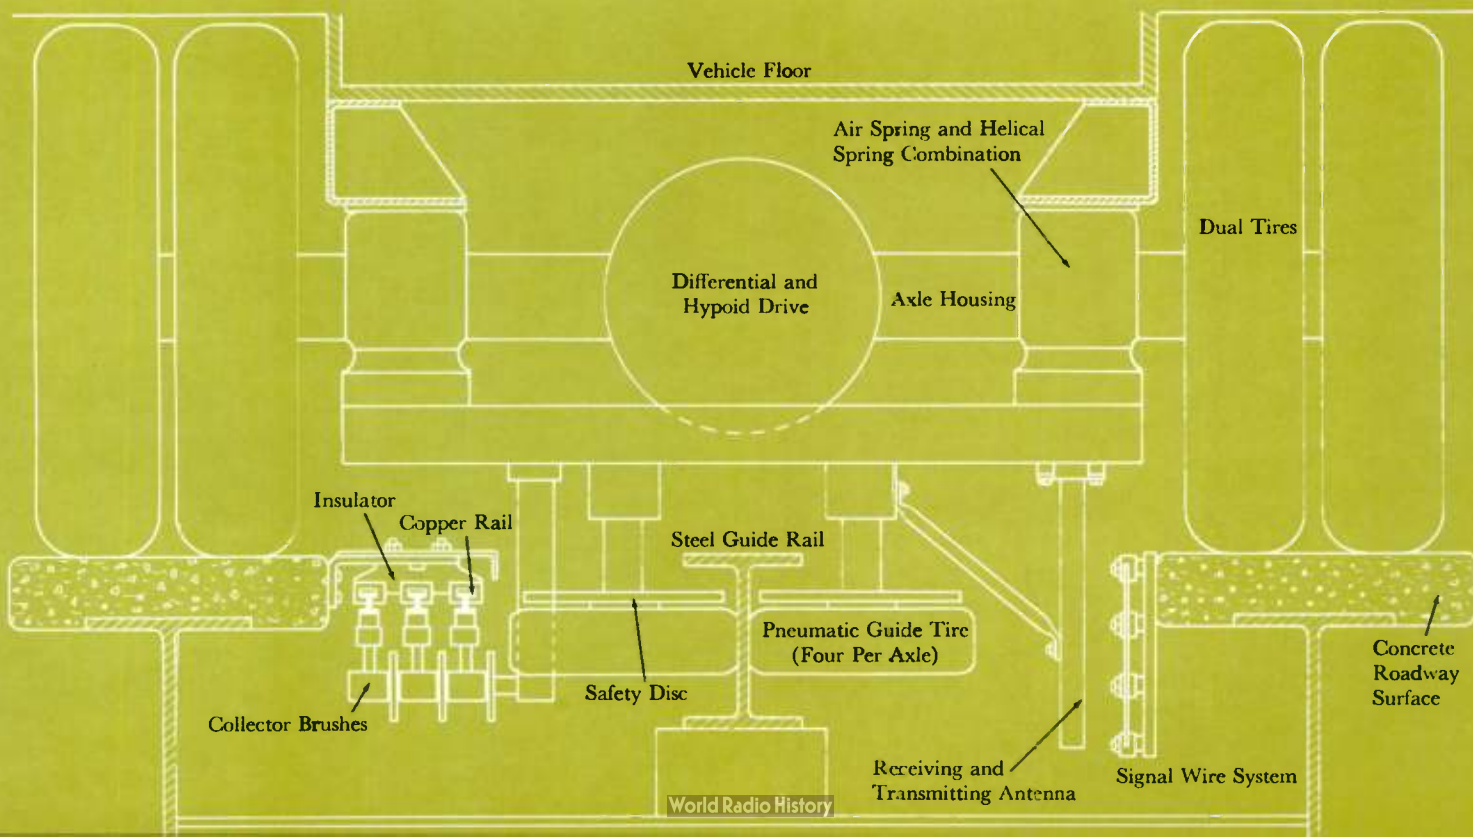 Vehicle Floor
Air Spring and Helical
Spring Combination
Dual Tires
Differential and
Hypoid Drive
Axle Housing
Insulator
Copper Rail
Steel Guide Rail
Pneumatic Guide Tire
(Four Per Axle)
Concrete
Roadway
Surface
Safety Disc
Collector Brushes
Receiving and
Transmitting Antenna
Signal Wire System
World Radio History